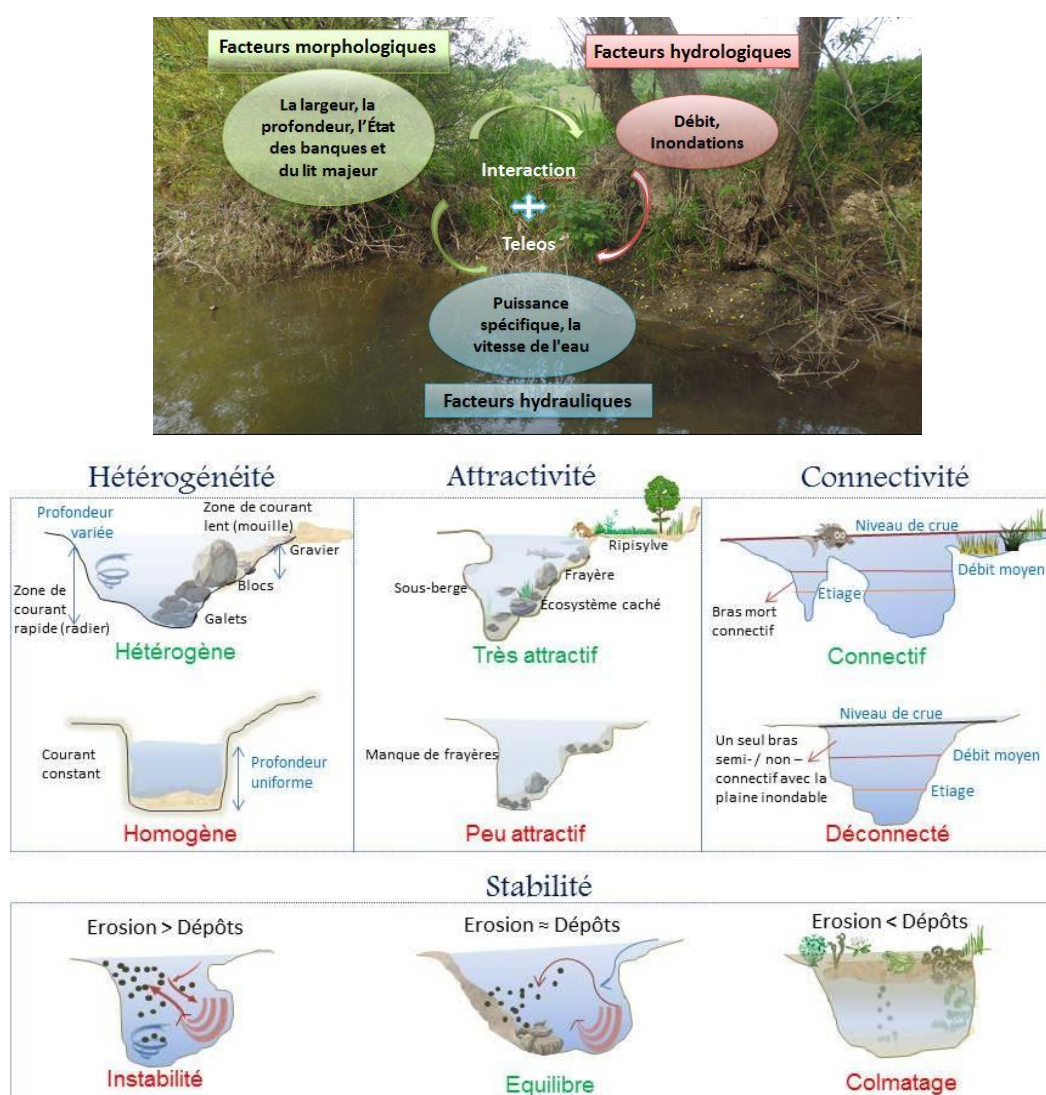 Facteurs morphologiques
Facteurs hydrologiques
La largeur, la
profondeur, l'État
des banques et
du lit majeur
Débit,
Inondations
Interaction
Teleos
Puissance
spécifique, la
vitesse de l'eau
Facteurs hydrauliques
Hétérogénéité
Profondeur
variée
Zone de courant
lent (mouille)
Gravier
Blocs
Zone de
courant
rapide (radier)
Galets
Hétérogène
Courant
constant
Profondeur
uniforme
Homogène
Attractivité
Ripisylve
Sous-berge
Frayère
Écosystème caché
Très attractif
Manque de frayères
Peu attractif
Connectivité
Niveau de crue
Débit moyen
Etiage
Bras mort
connectif
Connectif
Niveau de crue
Un seul bras
semi-/ non –
connectif avec la
plaine inondable
Débit moyen
Etiage
Déconnecté
Stabilité
Erosion > Dépôts
Instabilité
Erosion ≈ Dépôts
Equilibre
Erosion < Dépôts
Colmatage